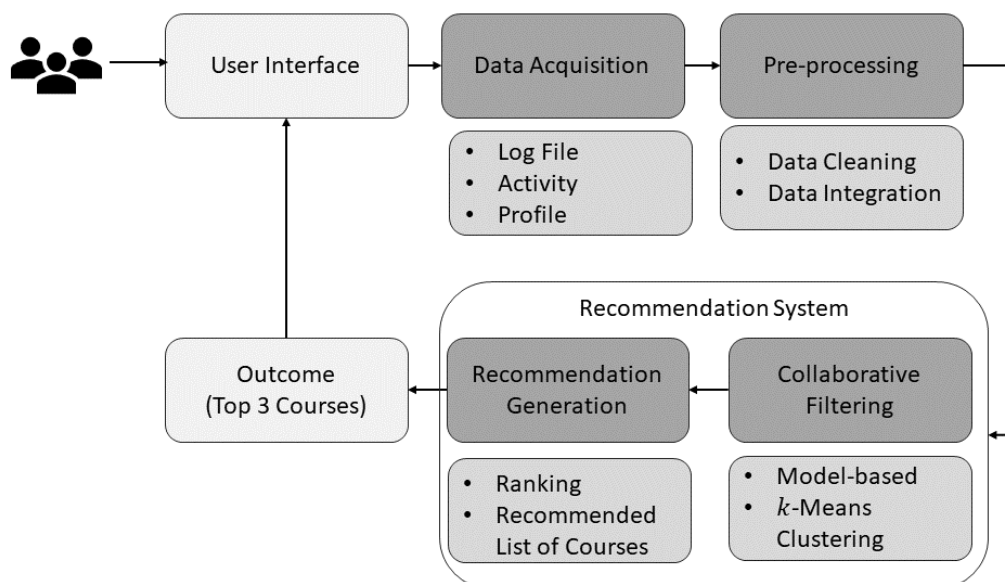 User Interface
Data Acquisition
Pre-processing
• Log File
• Activity
• Profile
• Data Cleaning
• Data Integration
Recommendation System
Outcome
(Top 3 Courses)
Recommendation
Generation
Collaborative
Filtering
• Ranking
• Recommended
List of Courses
• Model-based
• k-Means
Clustering